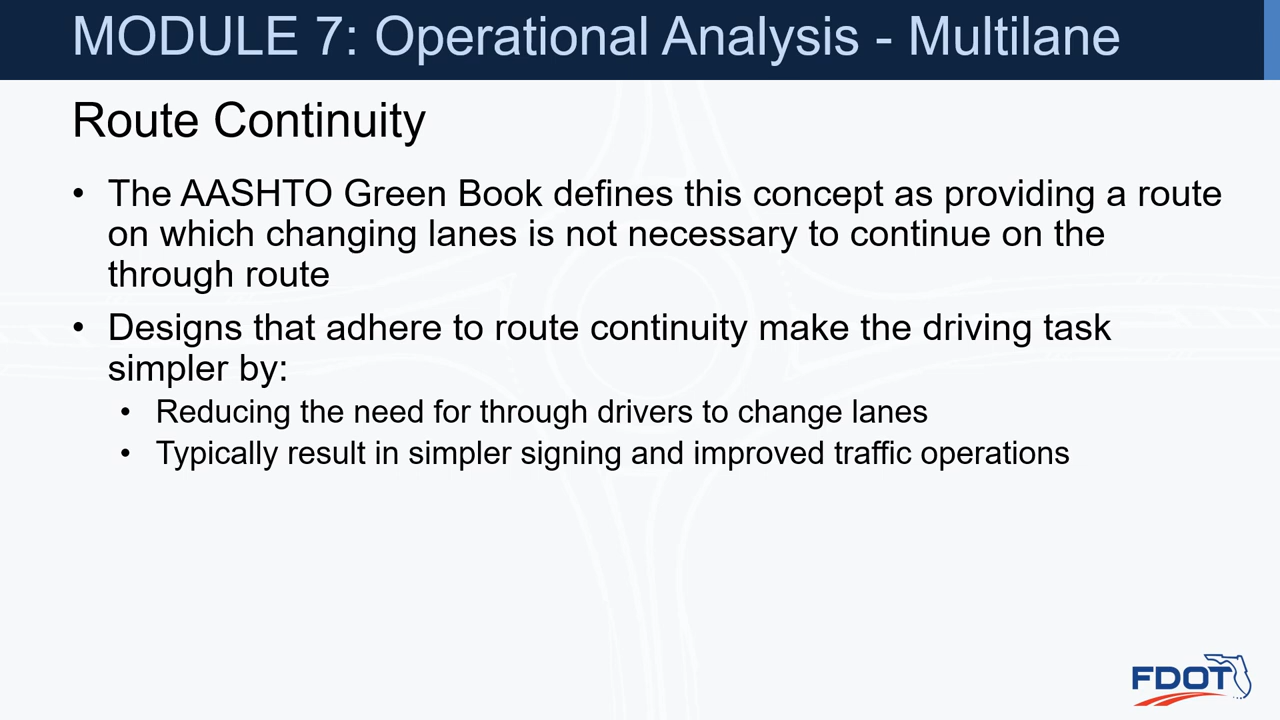 MODULE 7: Operational Analysis - Multilane
Route Continuity
• The AASHTO Green Book defines this concept as providing a route
on which changing lanes is not necessary to continue on the
through route
• Designs that adhere to route continuity make the driving task
simpler by:
• Reducing the need for through drivers to change lanes
• Typically result in simpler signing and improved traffic operations
FDOT